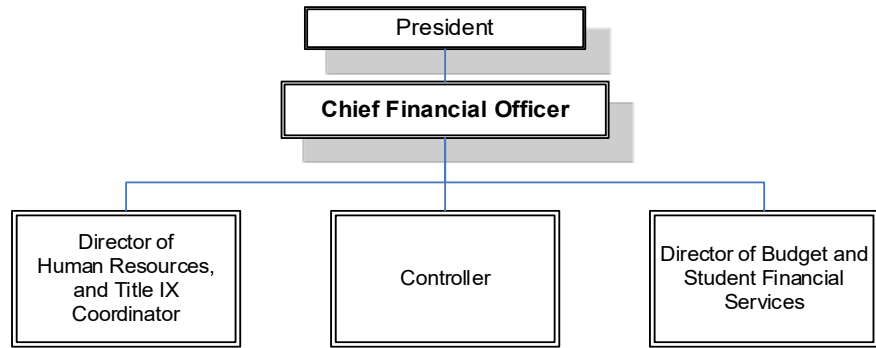 President
Chief Financial Officer
Director of
Human Resources,
and Title IX
Coordinator
Controller
Director of Budget and
Student Financial
Services